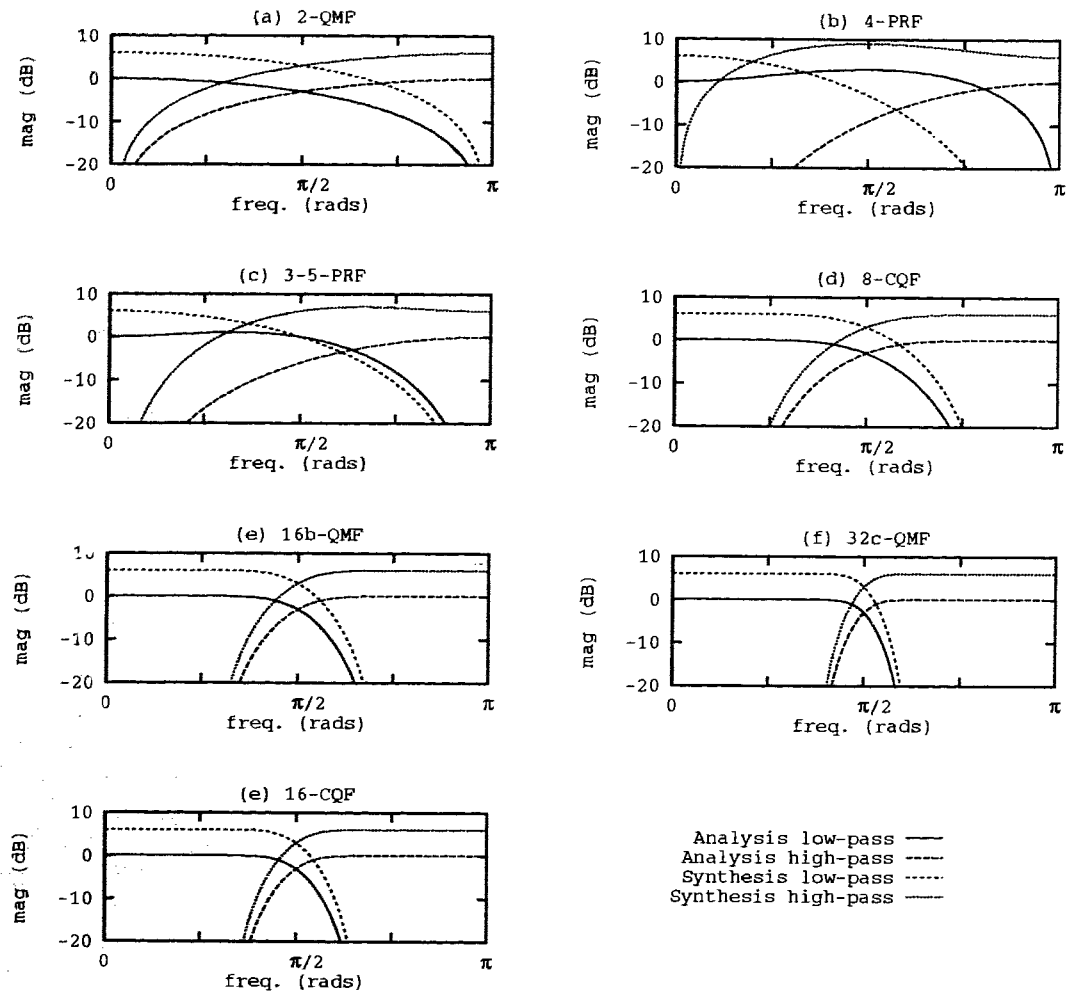 (a) 2-QMF
10
0
-10
-20
mag (dB)
0
π/2
π
freq. (rads)
(b) 4-PRF
10
0
-10
-20
mag (dB)
0
π/2
π
freq. (rads)
(c) 3-5-PRF
10
0
-10
-20
mag (dB)
0
π/2
π
freq. (rads)
(d) 8-CQF
10
0
-10
-20
mag (dB)
0
π/2
π
freq. (rads)
(e) 16b-QMF
0
-10
-20
mag (dB)
0
π/2
π
freq. (rads)
(f) 32c-QMF
10
0
-10
-20
mag (dB)
0
π/2
π
freq. (rads)
(e) 16-CQF
10
0
-10
-20
mag (dB)
0
π/2
π
freq. (rads)
Analysis low-pass
Analysis high-pass
Synthesis low-pass
Synthesis high-pass